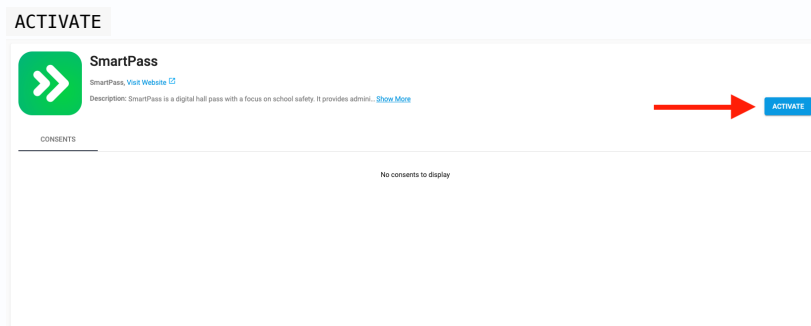 ACTIVATE
SmartPass
SmartPass, Visit Website
Description: SmartPass is a digital hall pass with a focus on school safety. It provides admini... Show More
ACTIVATE
CONSENTS
No consents to display